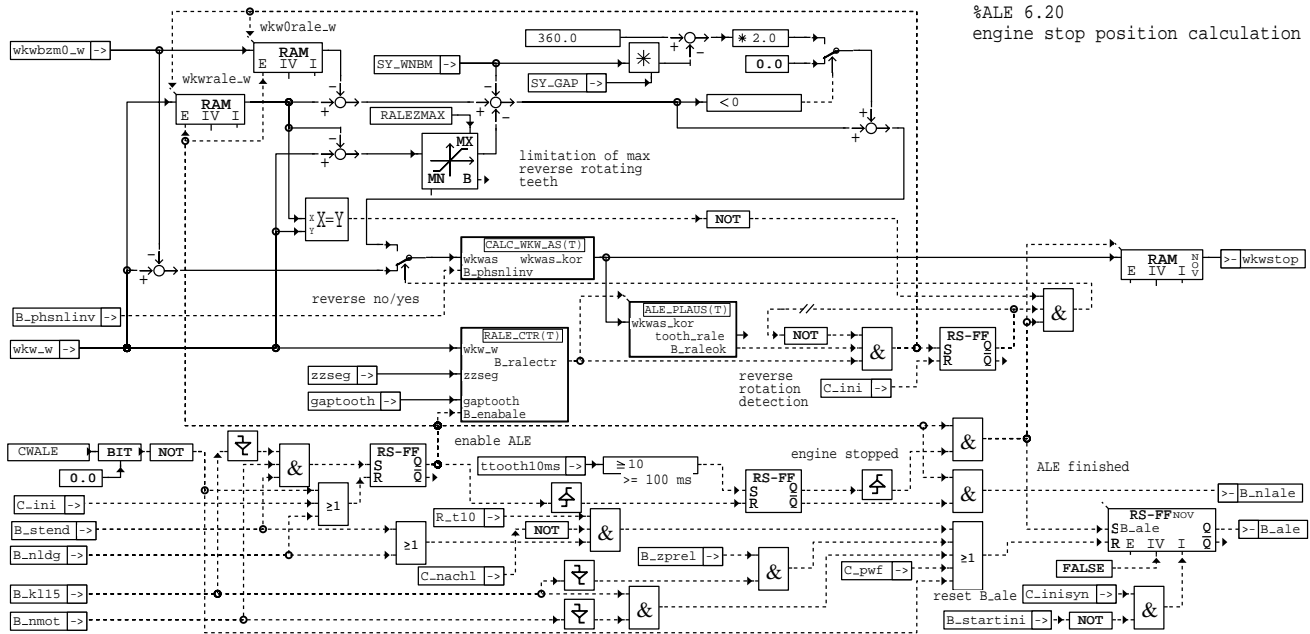 %ALE 6.20
engine stop position calculation
wkw0rale_w
wkwbzm0_w ->
RAM
E IV I
wkwrale_w
RAM
E IV I
360.0
* 2.0
0.0
SY_WNBM ->
*
SY_GAP ->
< 0
RALEZMAX
MX
MN B
limitation of max
reverse rotating
teeth
X
Y
X=Y
NOT
CALC_WKW_AS(T)
wkwas wkwas_kor
B_phsnlinv
RAM
E IV I
NOV
>- wkwstop
reverse no/yes
B_phsnlinv ->
ALE_PLAUS(T)
wkwas_kor
tooth_rale
B_raleok
//
NOT
&
&
RS-FF
S Q
R Q
wkw_w ->
RALE_CTR(T)
wkw_w
B_ralectr
zzseg
gaptooth
B_enabale
zzseg ->
gaptooth ->
reverse
rotation
detection
C_ini ->
enable ALE
CWALE
BIT
NOT
0.0
&
RS-FF
S Q
R Q
ttooth10ms ->
≥10
>= 100 ms
engine stopped
RS-FF
S Q
R Q
&
ALE finished
&
>- B_nlale
C_ini ->
≥1
B_stend ->
R_t10 ->
NOT
&
B_nldg ->
≥1
C_nachl ->
B_zprel ->
&
C_pwf ->
≥1
RS-FF NOV
S B_ale Q
R E IV I Q
>- B_ale
FALSE
B_kl15 ->
reset B_ale
C_inisyn ->
&
B_nmot ->
&
B_startini ->
NOT